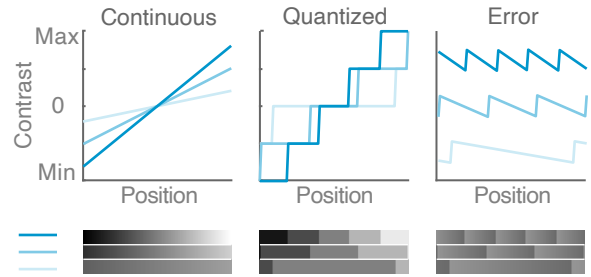 Continuous
Quantized
Error
Max
0
Min
Contrast
Position
Position
Position